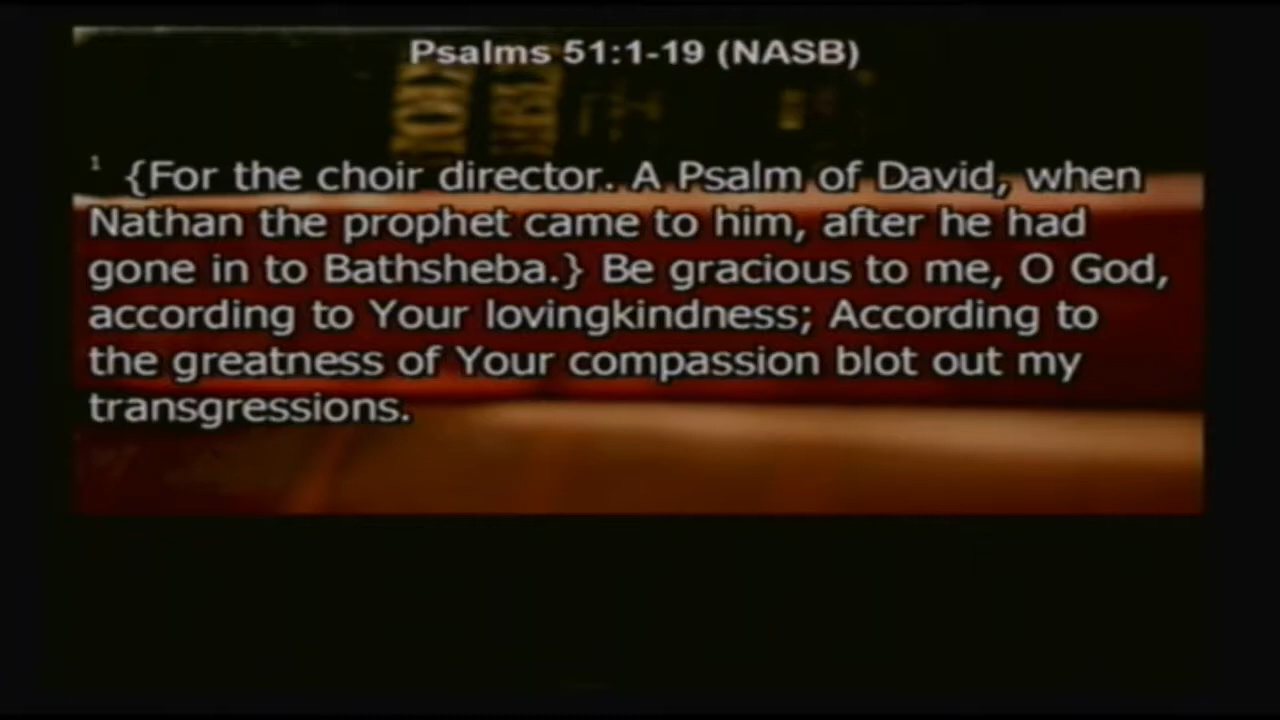 Psalms 51:1-19 (NASB)
1 {For the choir director. A Psalm of David, when
Nathan the prophet came to him, after he had
gone in to Bathsheba.} Be gracious to me, O God,
according to Your lovingkindness; According to
the greatness of Your compassion blot out my
transgressions.